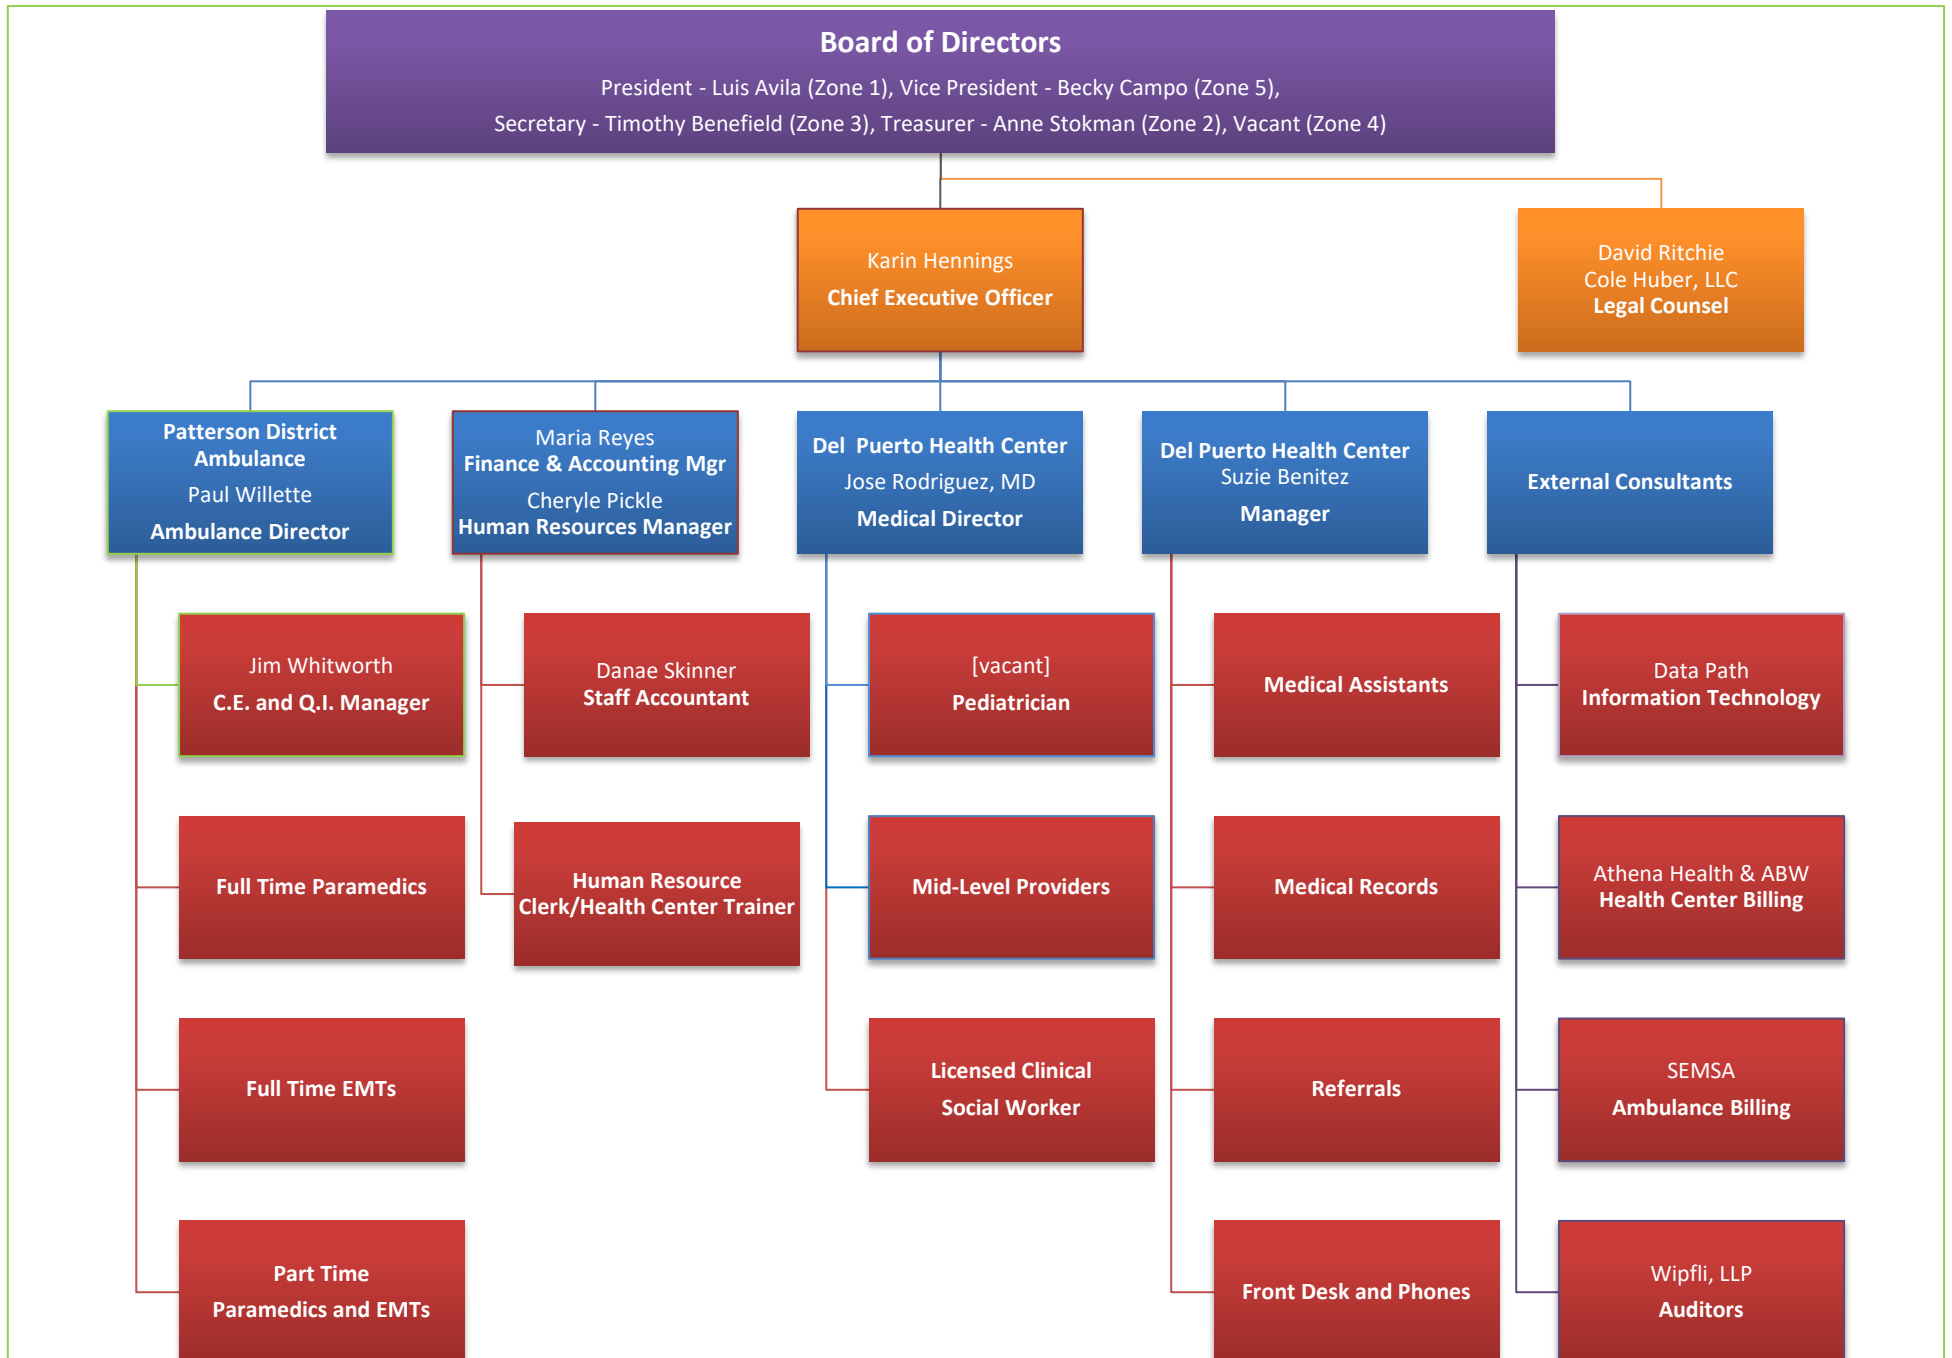 Board of Directors
President - Luis Avila (Zone 1), Vice President - Becky Campo (Zone 5),
Secretary - Timothy Benefield (Zone 3), Treasurer - Anne Stokman (Zone 2), Vacant (Zone 4)
Karin Hennings
Chief Executive Officer
David Ritchie
Cole Huber, LLC
Legal Counsel
Patterson District
Ambulance
Paul Willette
Ambulance Director
Maria Reyes
Finance & Accounting Mgr
Cheryle Pickle
Human Resources Manager
Del Puerto Health Center
Jose Rodriguez, MD
Medical Director
Del Puerto Health Center
Suzie Benitez
Manager
External Consultants
Jim Whitworth
C.E. and Q.I. Manager
Full Time Paramedics
Full Time EMTs
Part Time
Paramedics and EMTs
Danae Skinner
Staff Accountant
Human Resource
Clerk/Health Center Trainer
[vacant]
Pediatrician
Mid-Level Providers
Licensed Clinical
Social Worker
Medical Assistants
Medical Records
Referrals
Front Desk and Phones
Data Path
Information Technology
Athena Health & ABW
Health Center Billing
SEMSA
Ambulance Billing
Wipfli, LLP
Auditors